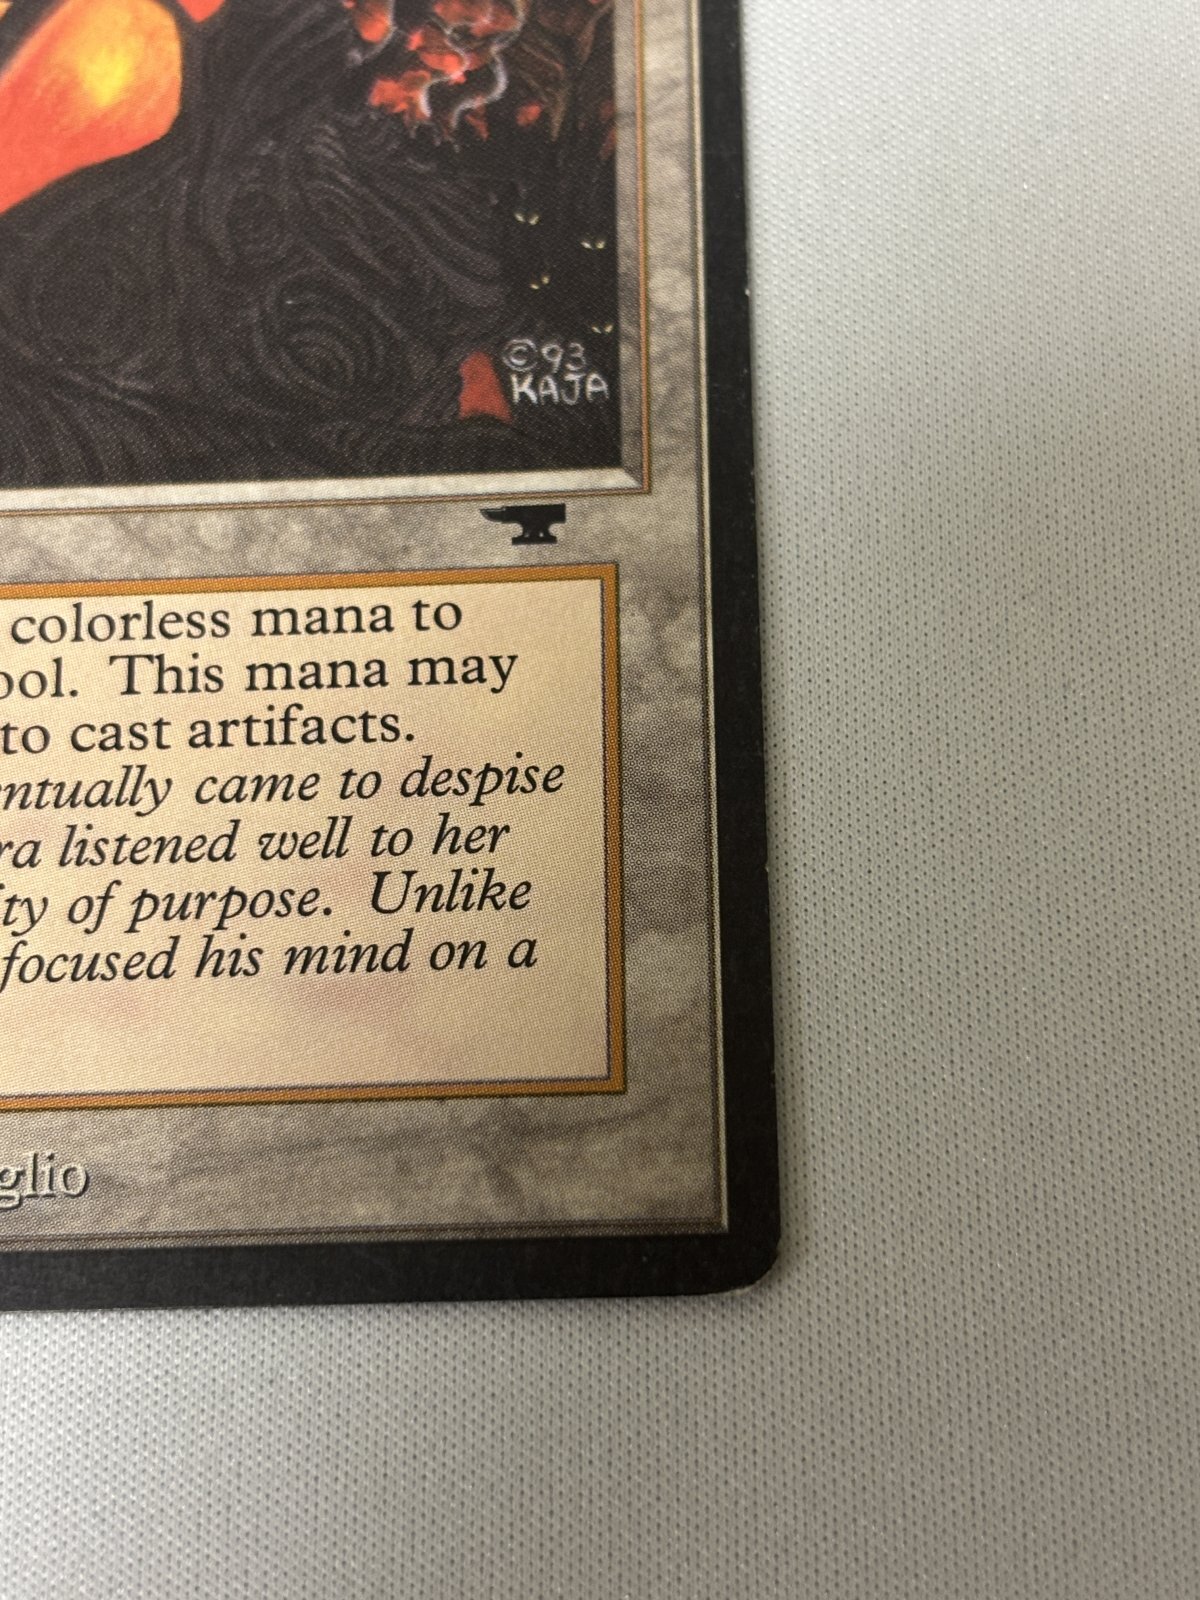 ©93
KAJA
colorless mana to
ool. This mana may
to cast artifacts.
ntually came to despise
ra listened well to her
ity of purpose. Unlike
focused his mind on a
glio